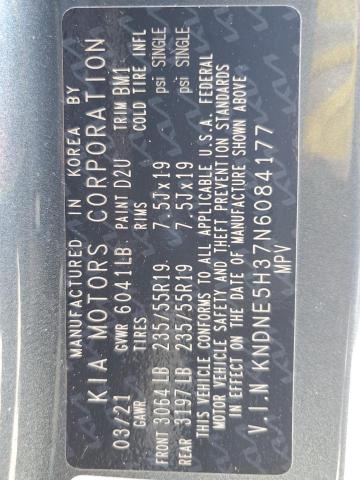 MANUFACTURED IN KOREA BY
KIA MOTORS CORPORATION
03/21 GVWR 6041LB PAINT D2U TRIM BM1
GAWR TIRES RIMS COLD TIRE INFL
FRONT 3064LB 235/55R19 7.5Jx19 psi SINGLE
REAR 3197LB 235/55R19 7.5Jx19 psi SINGLE
THIS VEHICLE CONFORMS TO ALL APPLICABLE U.S.A. FEDERAL
MOTOR VEHICLE SAFETY AND THEFT PREVENTION STANDARDS
IN EFFECT ON THE DATE OF MANUFACTURE SHOWN ABOVE
V.I.N KNDNE5H37N6084177
MPV